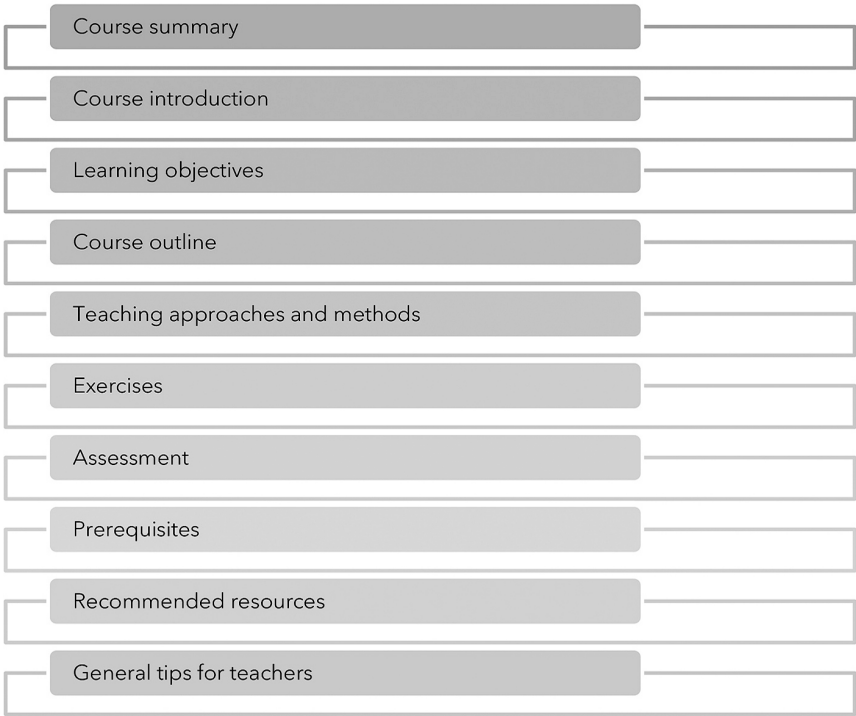 Course summary
Course introduction
Learning objectives
Course outline
Teaching approaches and methods
Exercises
Assessment
Prerequisites
Recommended resources
General tips for teachers